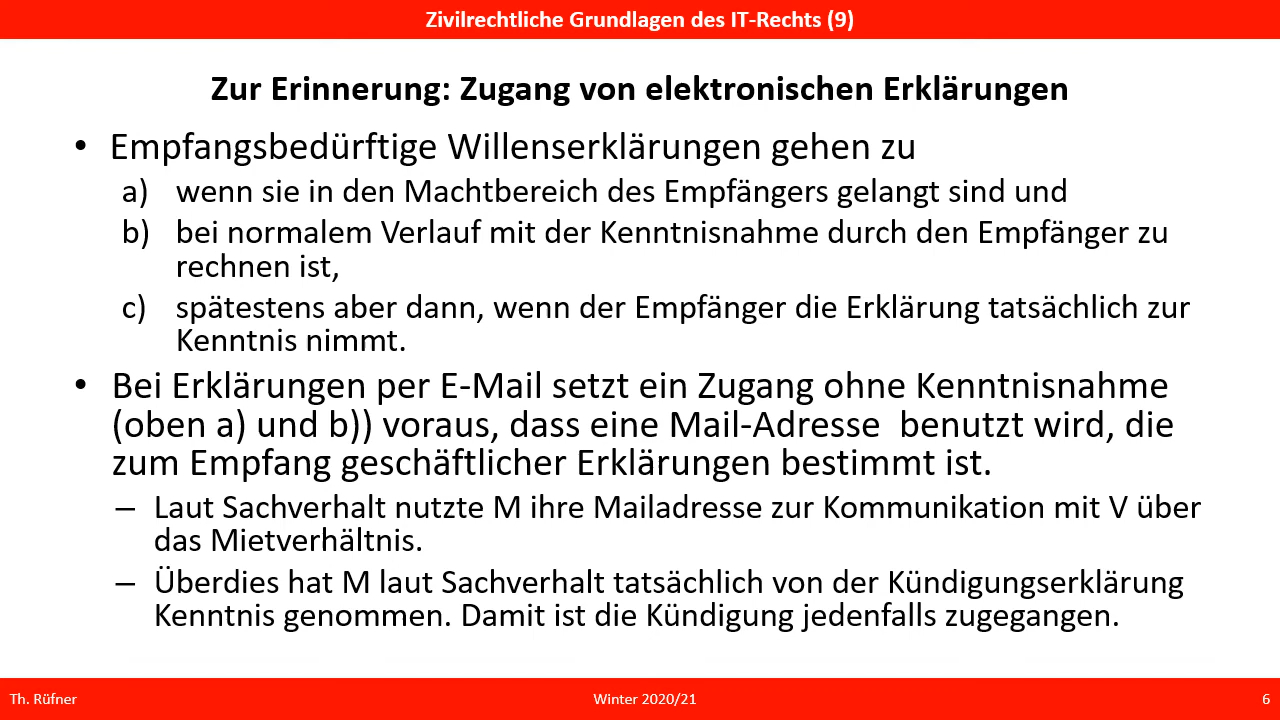 Zivilrechtliche Grundlagen des IT-Rechts (9)
Zur Erinnerung: Zugang von elektronischen Erklärungen
• Empfangsbedürftige Willenserklärungen gehen zu
a) wenn sie in den Machtbereich des Empfängers gelangt sind und
b) bei normalem Verlauf mit der Kenntnisnahme durch den Empfänger zu
rechnen ist,
c) spätestens aber dann, wenn der Empfänger die Erklärung tatsächlich zur
Kenntnis nimmt.
• Bei Erklärungen per E-Mail setzt ein Zugang ohne Kenntnisnahme
(oben a) und b)) voraus, dass eine Mail-Adresse  benutzt wird, die
zum Empfang geschäftlicher Erklärungen bestimmt ist.
– Laut Sachverhalt nutzte M ihre Mailadresse zur Kommunikation mit V über
das Mietverhältnis.
– Überdies hat M laut Sachverhalt tatsächlich von der Kündigungserklärung
Kenntnis genommen. Damit ist die Kündigung jedenfalls zugegangen.
Th. Rüfner
Winter 2020/21
6